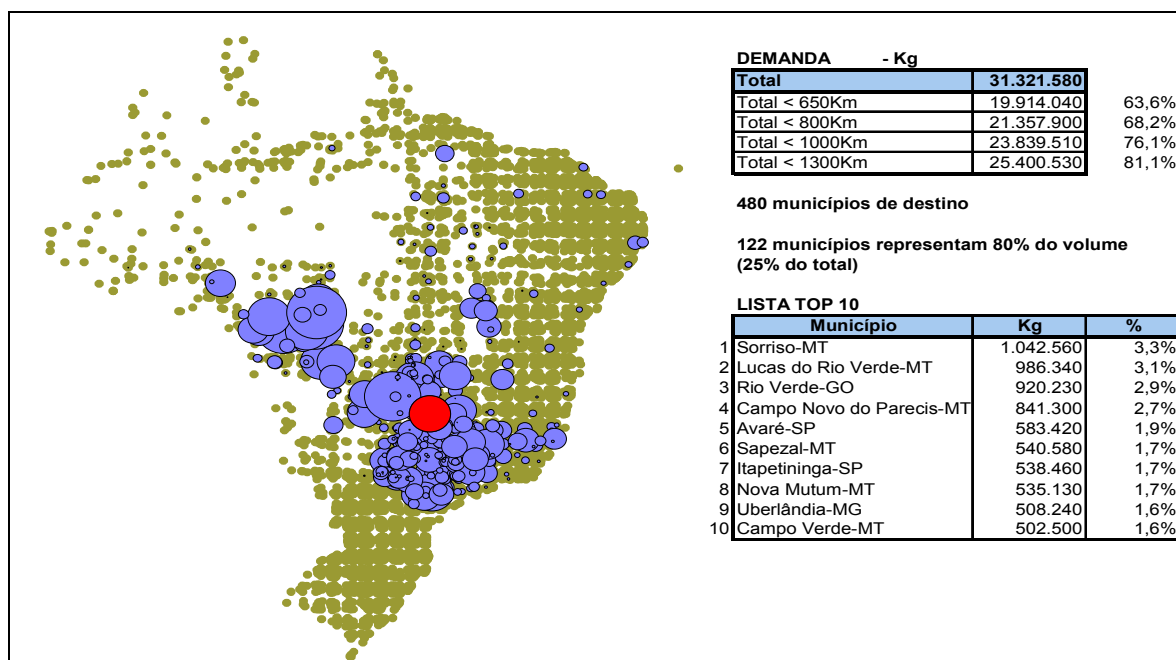 DEMANDA - Kg
Total 31.321.580
Total < 650Km 19.914.040 63,6%
Total < 800Km 21.357.900 68,2%
Total < 1000Km 23.839.510 76,1%
Total < 1300Km 25.400.530 81,1%
480 municípios de destino
122 municípios representam 80% do volume
(25% do total)
LISTA TOP 10
Município Kg %
1 Sorriso-MT 1.042.560 3,3%
2 Lucas do Rio Verde-MT 986.340 3,1%
3 Rio Verde-GO 920.230 2,9%
4 Campo Novo do Parecis-MT 841.300 2,7%
5 Avaré-SP 583.420 1,9%
6 Sapezal-MT 540.580 1,7%
7 Itapetininga-SP 538.460 1,7%
8 Nova Mutum-MT 535.130 1,7%
9 Uberlândia-MG 508.240 1,6%
10 Campo Verde-MT 502.500 1,6%